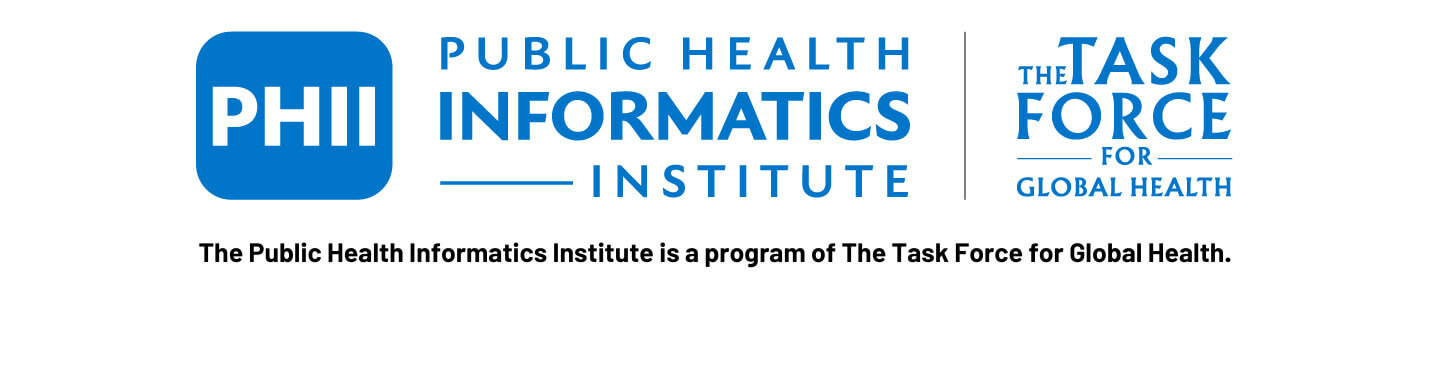 PHII
PUBLIC HEALTH
INFORMATICS
INSTITUTE
THE TASK
FORCE
FOR
GLOBAL HEALTH
The Public Health Informatics Institute is a program of The Task Force for Global Health.